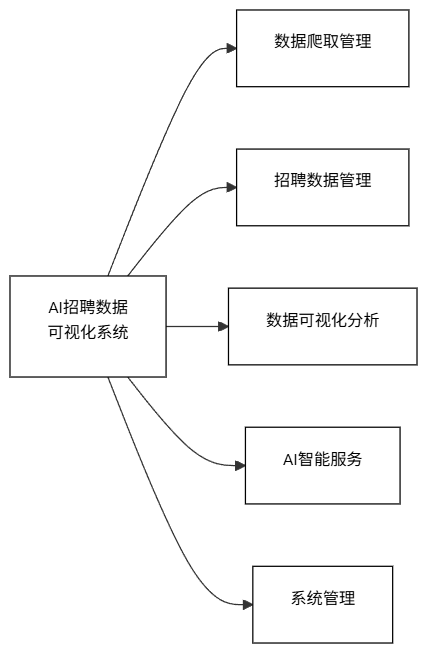 数据爬取管理
招聘数据管理
AI招聘数据
可视化系统
数据可视化分析
AI智能服务
系统管理